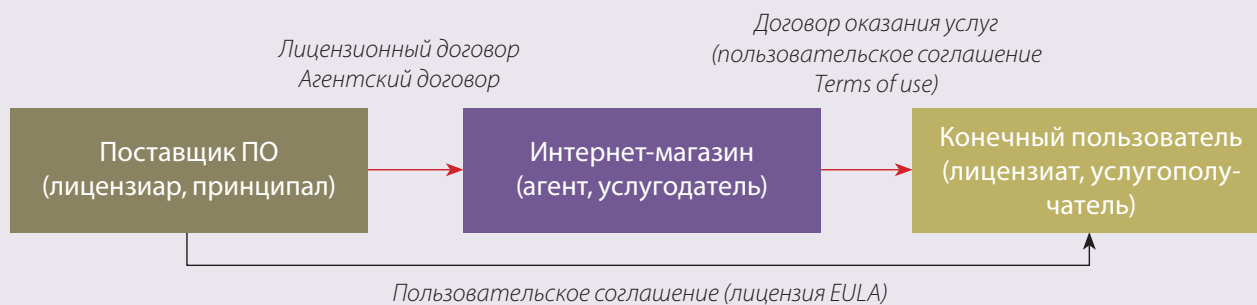 Лицензионный договор
Агентский договор
Договор оказания услуг
(пользовательское соглашение
Terms of use)
Поставщик ПО
(лицензиар, принципал)
Интернет-магазин
(агент, услугодатель)
Конечный пользователь
(лицензиат, услугополу-
чатель)
Пользовательское соглашение (лицензия EULA)